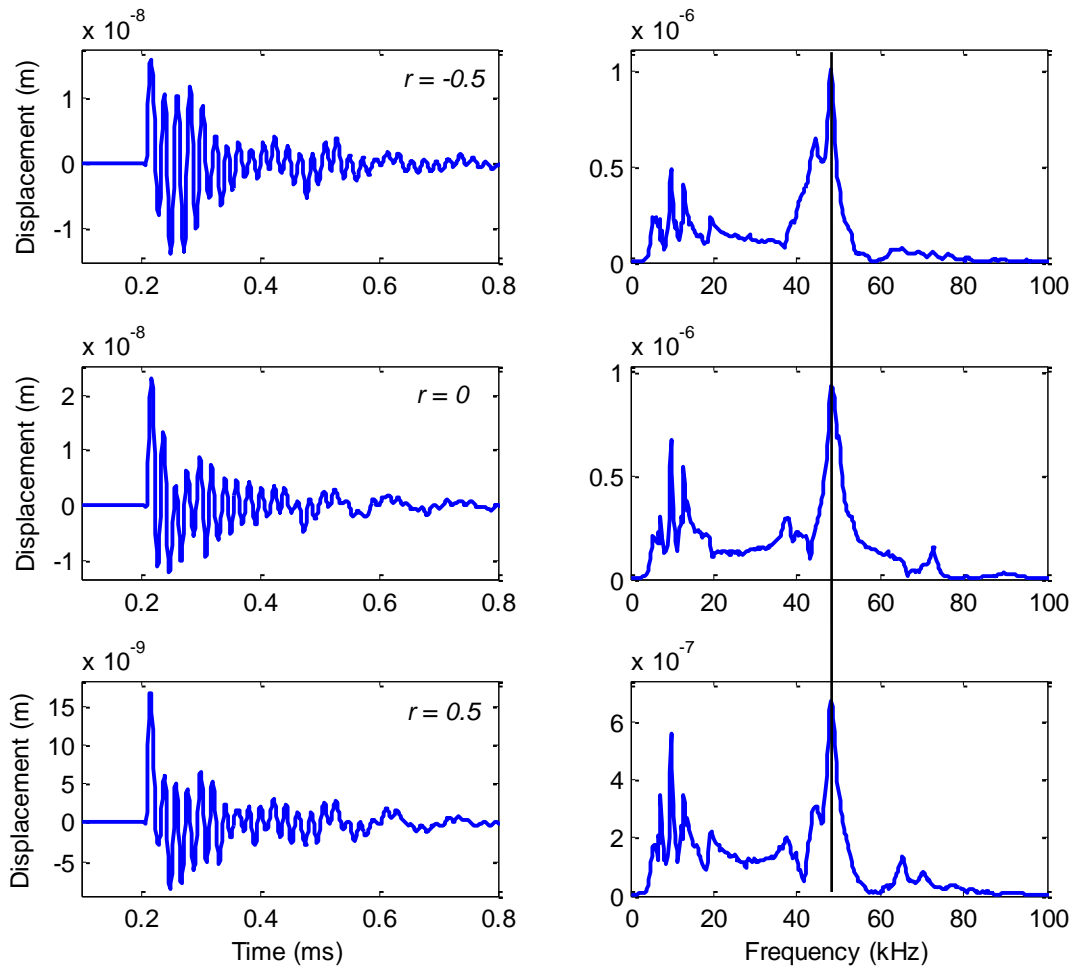 x 10^-8
Displacement (m)
1
0
-1
r = -0.5
0.2 0.4 0.6 0.8
x 10^-6
1
0.5
0
0 20 40 60 80 100
x 10^-8
Displacement (m)
2
1
0
-1
r = 0
0.2 0.4 0.6 0.8
x 10^-6
1
0.5
0
0 20 40 60 80 100
x 10^-9
Displacement (m)
15
10
5
0
-5
r = 0.5
0.2 0.4 0.6 0.8
Time (ms)
x 10^-7
6
4
2
0
0 20 40 60 80 100
Frequency (kHz)